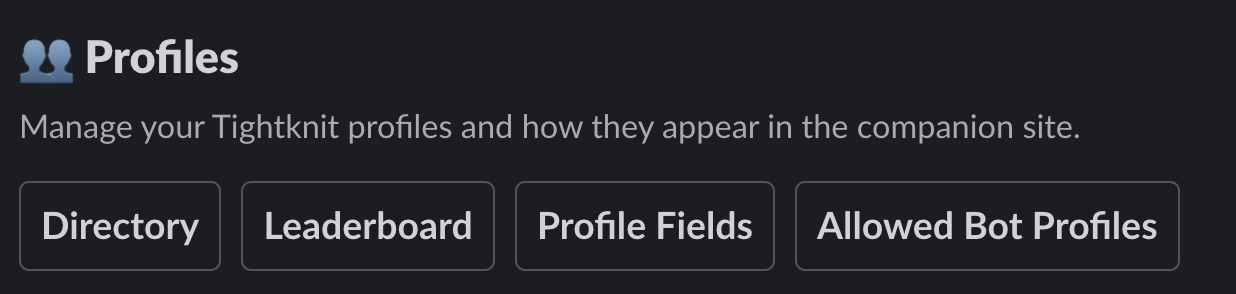 Profiles
Manage your Tightknit profiles and how they appear in the companion site.
Directory Leaderboard Profile Fields Allowed Bot Profiles